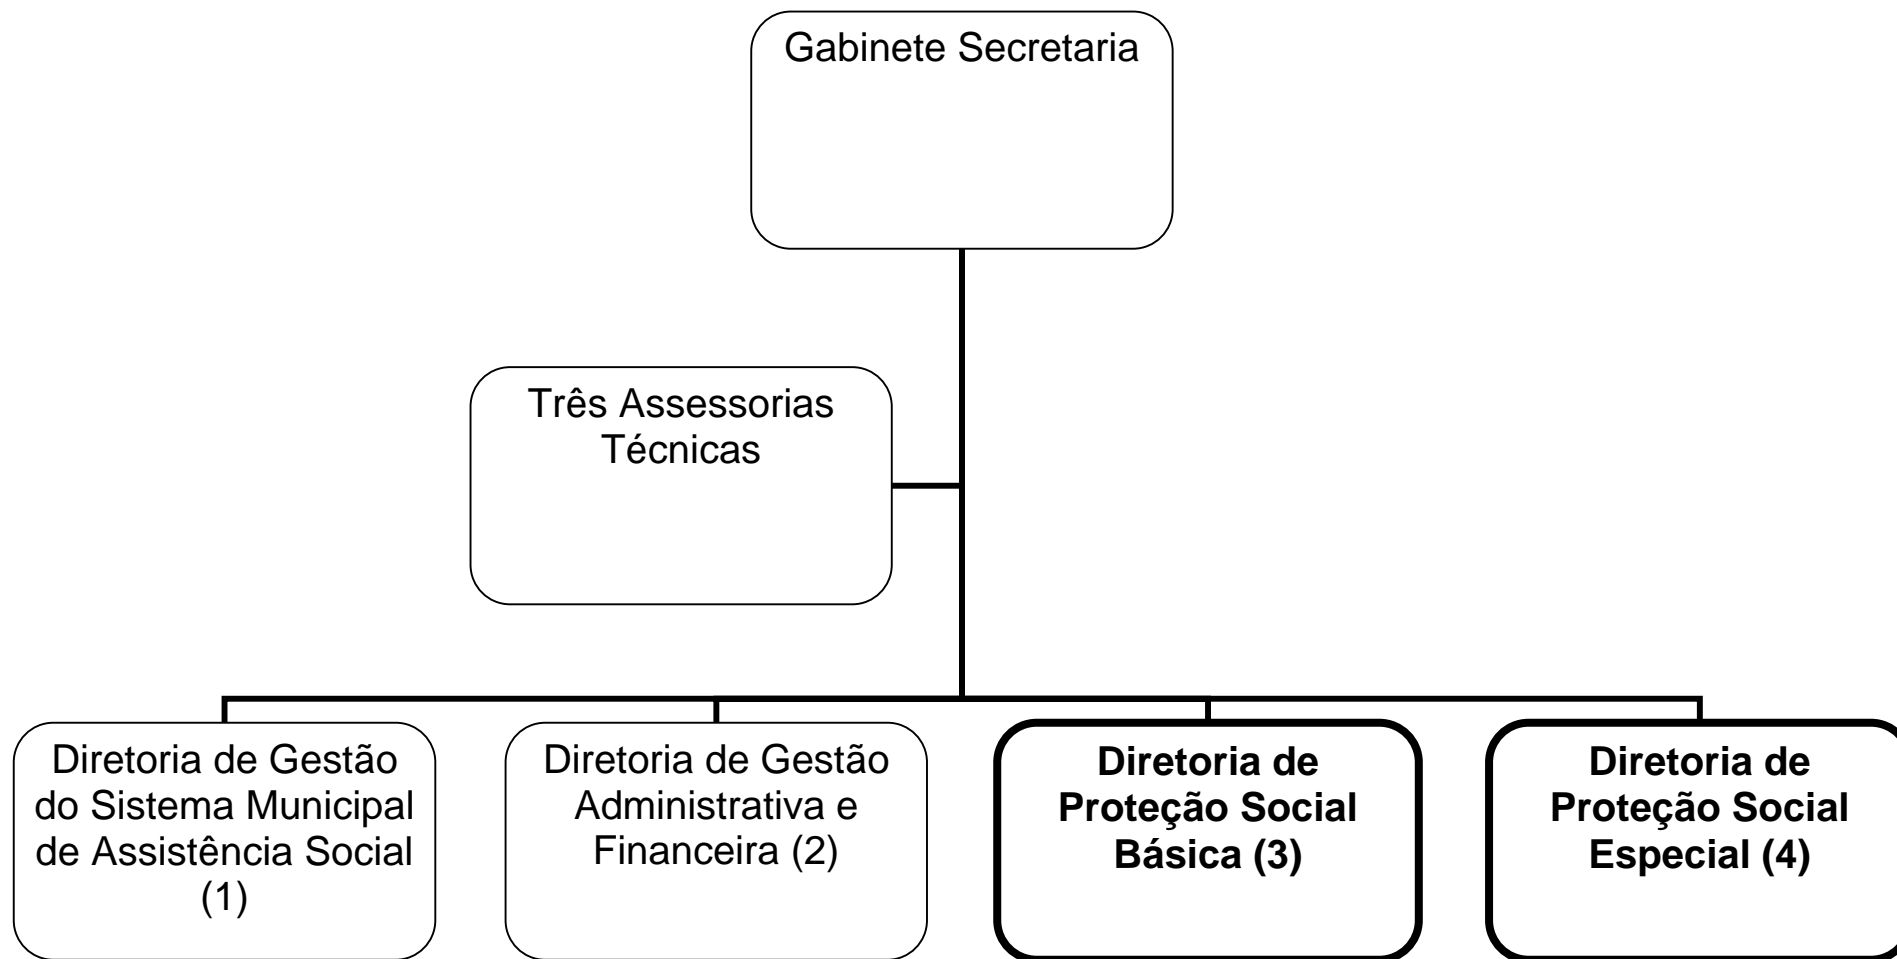 Gabinete Secretaria
Três Assessorias
Técnicas
Diretoria de Gestão
do Sistema Municipal
de Assistência Social
(1)
Diretoria de Gestão
Administrativa e
Financeira (2)
Diretoria de
Proteção Social
Básica (3)
Diretoria de
Proteção Social
Especial (4)